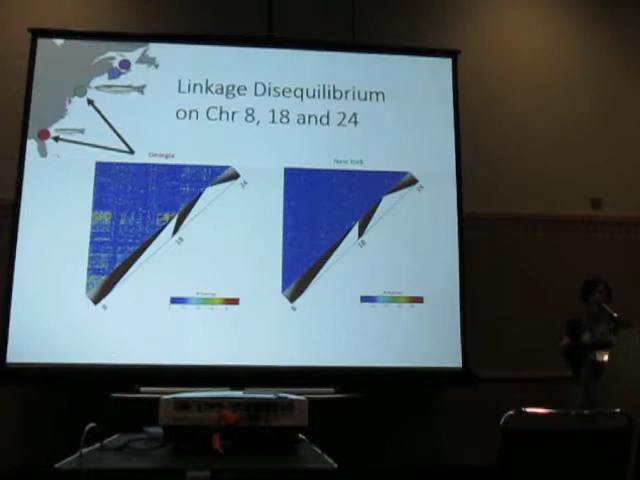 Linkage Disequilibrium
on Chr 8, 18 and 24
Georgia
New York
24
24
18
18
8
8